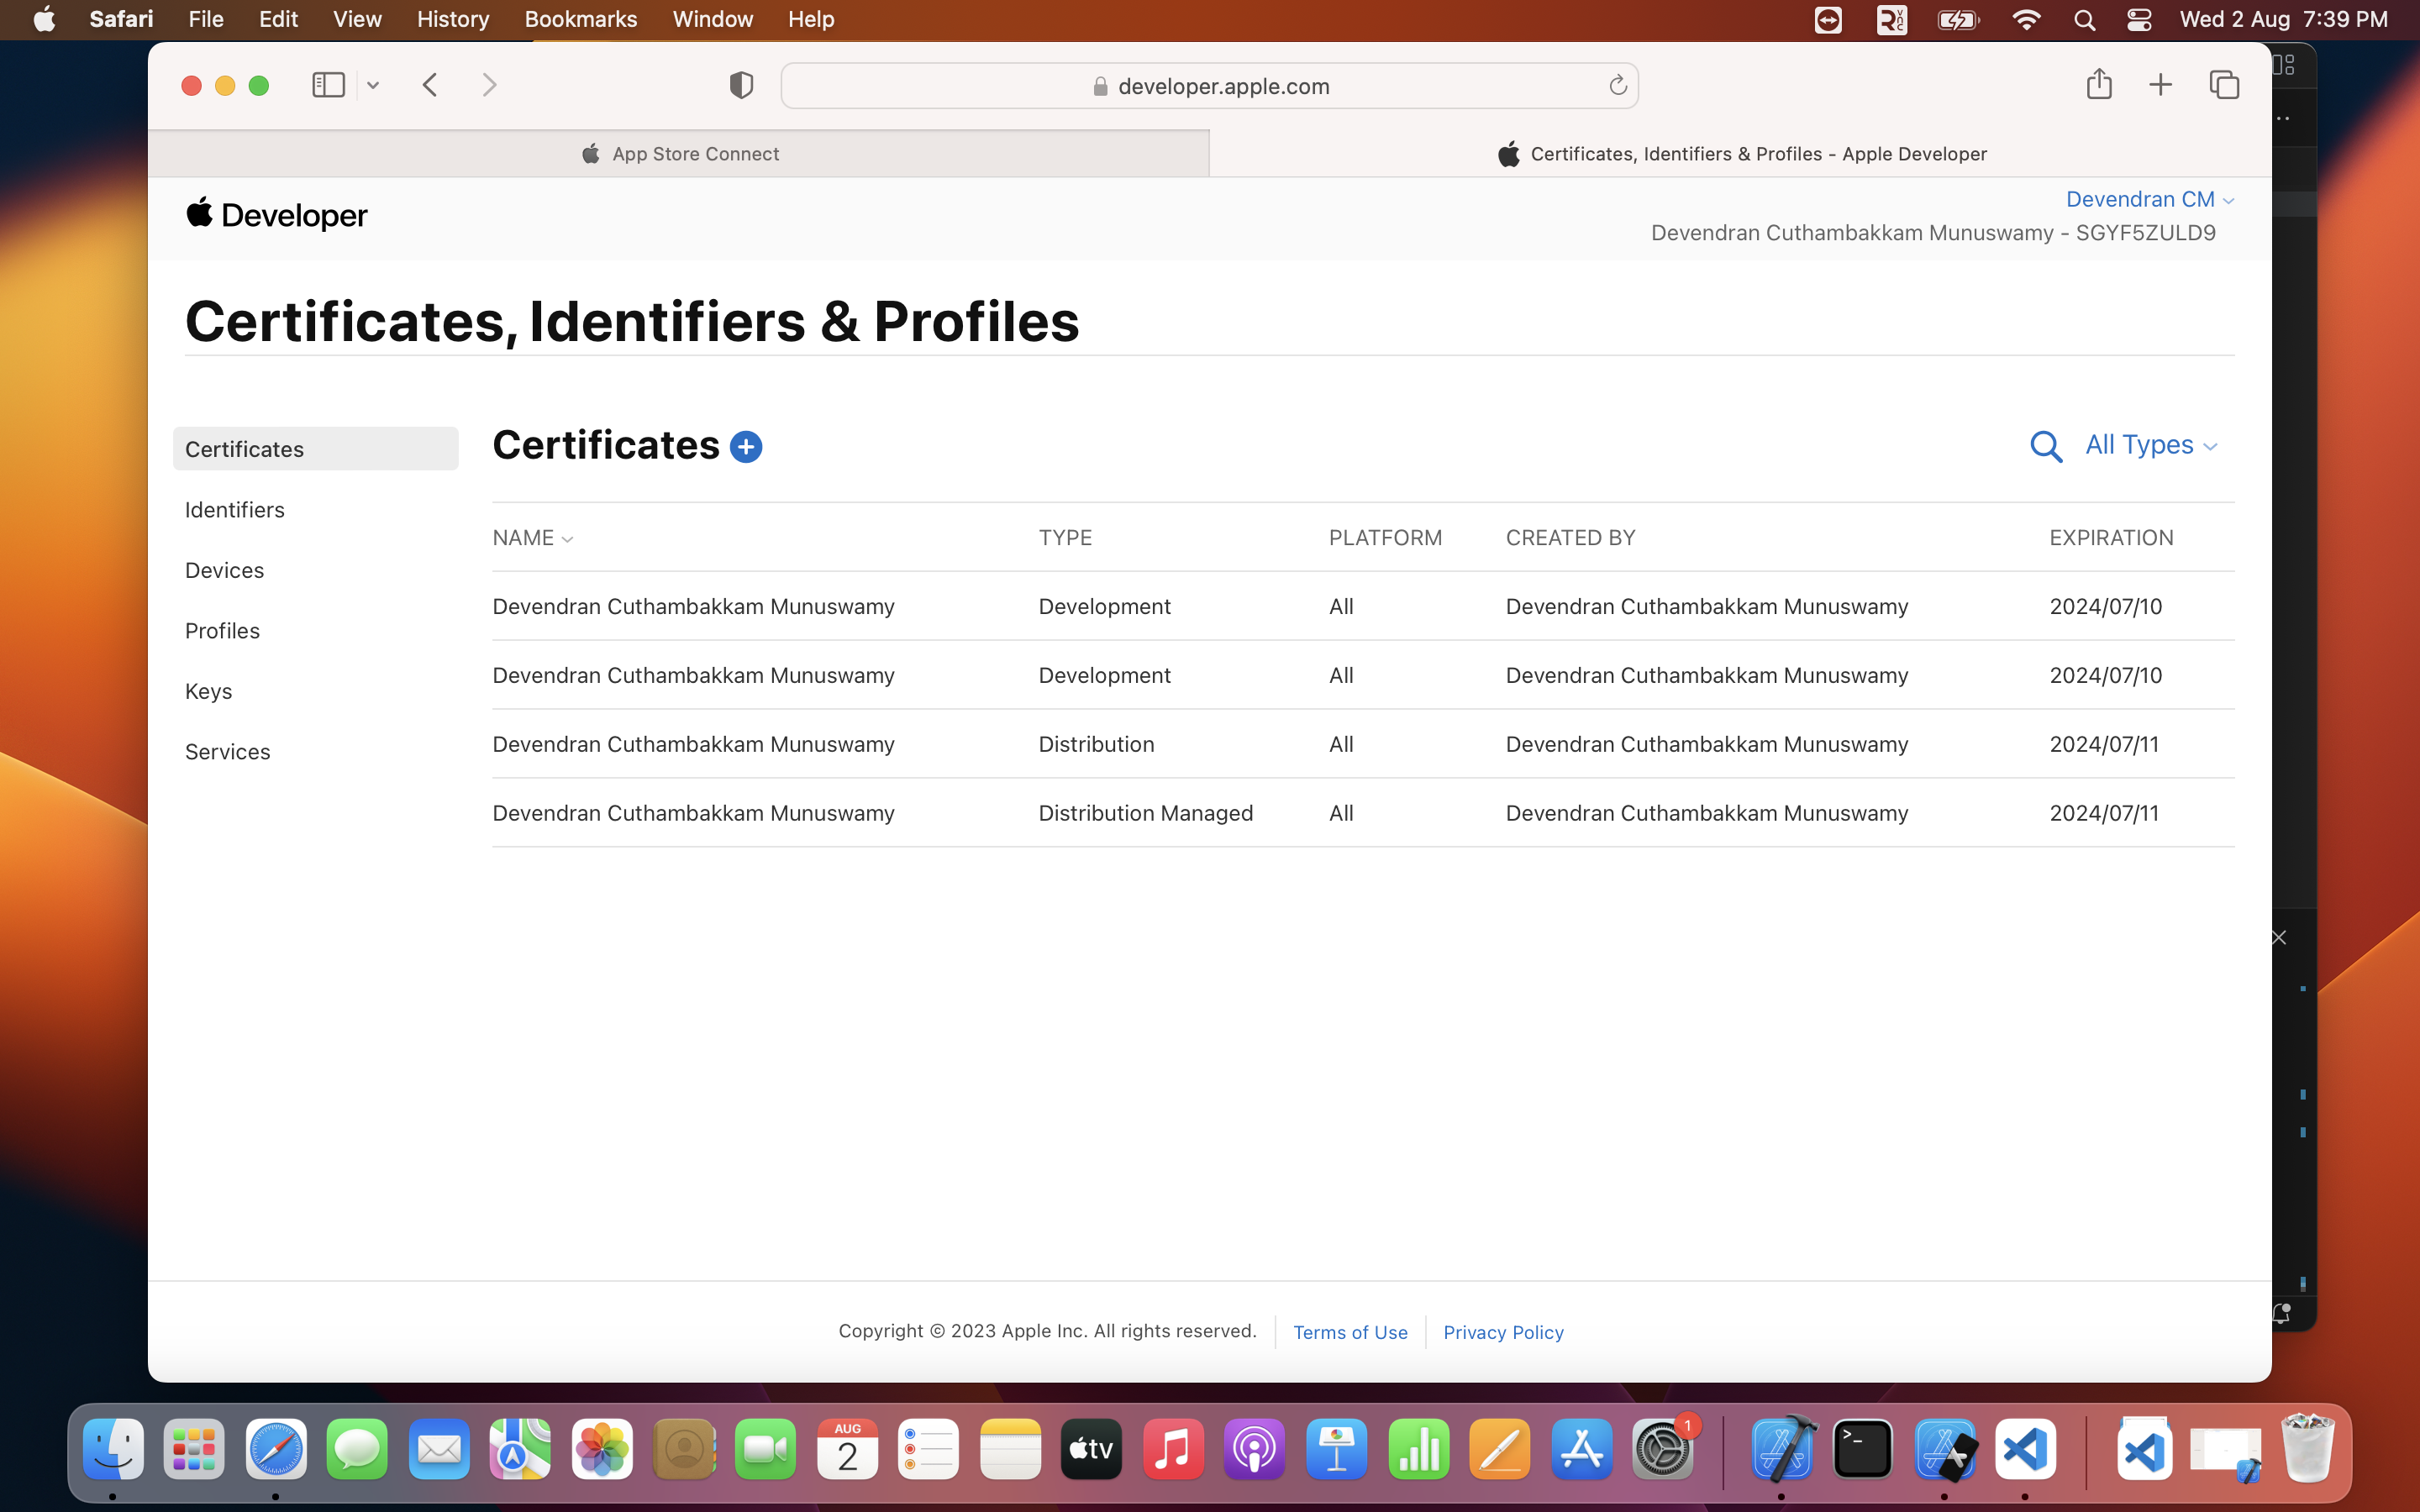 Safari File Edit View History Bookmarks Window Help Wed 2 Aug 7:39 PM
developer.apple.com
App Store Connect
Certificates, Identifiers & Profiles - Apple Developer
Developer
Devendran CM
Devendran Cuthambakkam Munuswamy - SGYF5ZULD9
Certificates, Identifiers & Profiles
Certificates
Identifiers
Devices
Profiles
Keys
Services
Certificates
All Types
NAME TYPE PLATFORM CREATED BY EXPIRATION
Devendran Cuthambakkam Munuswamy Development All Devendran Cuthambakkam Munuswamy 2024/07/10
Devendran Cuthambakkam Munuswamy Development All Devendran Cuthambakkam Munuswamy 2024/07/10
Devendran Cuthambakkam Munuswamy Distribution All Devendran Cuthambakkam Munuswamy 2024/07/11
Devendran Cuthambakkam Munuswamy Distribution Managed All Devendran Cuthambakkam Munuswamy 2024/07/11
Copyright © 2023 Apple Inc. All rights reserved. Terms of Use Privacy Policy
AUG
2
tv
1